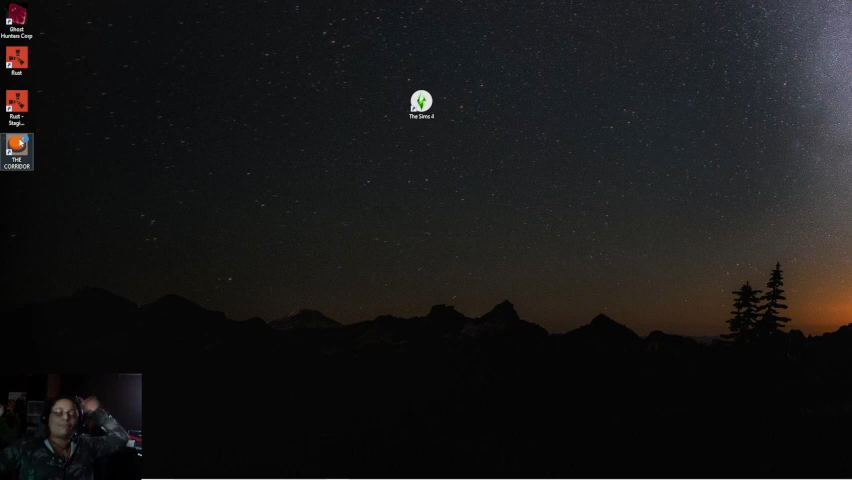 Ghost
Hunters Corp
Rust
Rust -
Stagi...
THE
CORRIDOR
The Sims 4